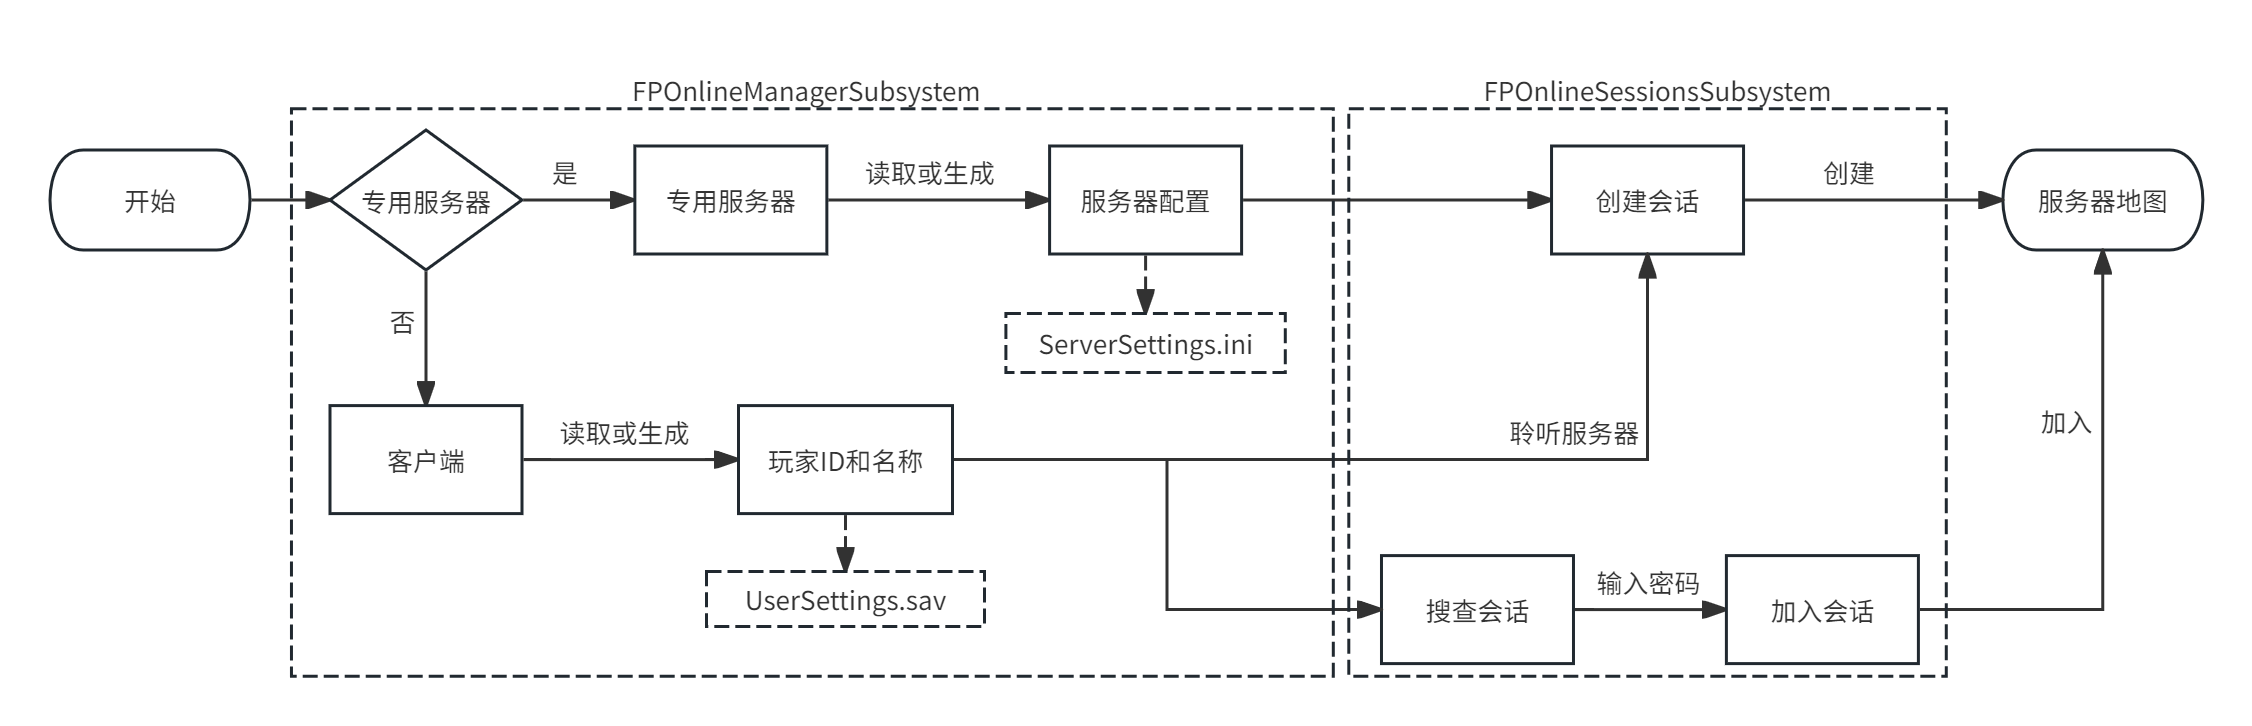 FPOnlineManagerSubsystem
FPOnlineSessionsSubsystem
开始
专用服务器
是
专用服务器
读取或生成
服务器配置
创建会话
创建
服务器地图
否
ServerSettings.ini
客户端
读取或生成
玩家ID和名称
聆听服务器
加入
UserSettings.sav
搜查会话
输入密码
加入会话